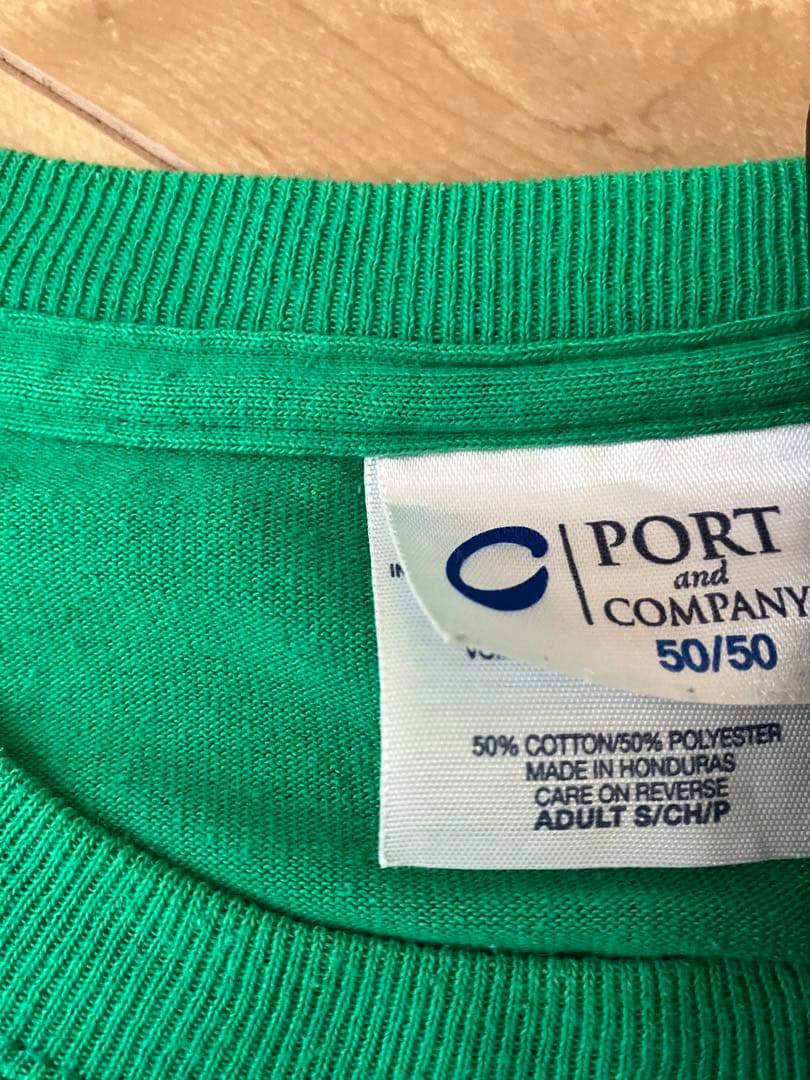 PORT
and
COMPANY
50/50
50% COTTON/50% POLYESTER
MADE IN HONDURAS
CARE ON REVERSE
ADULT S/CH/P